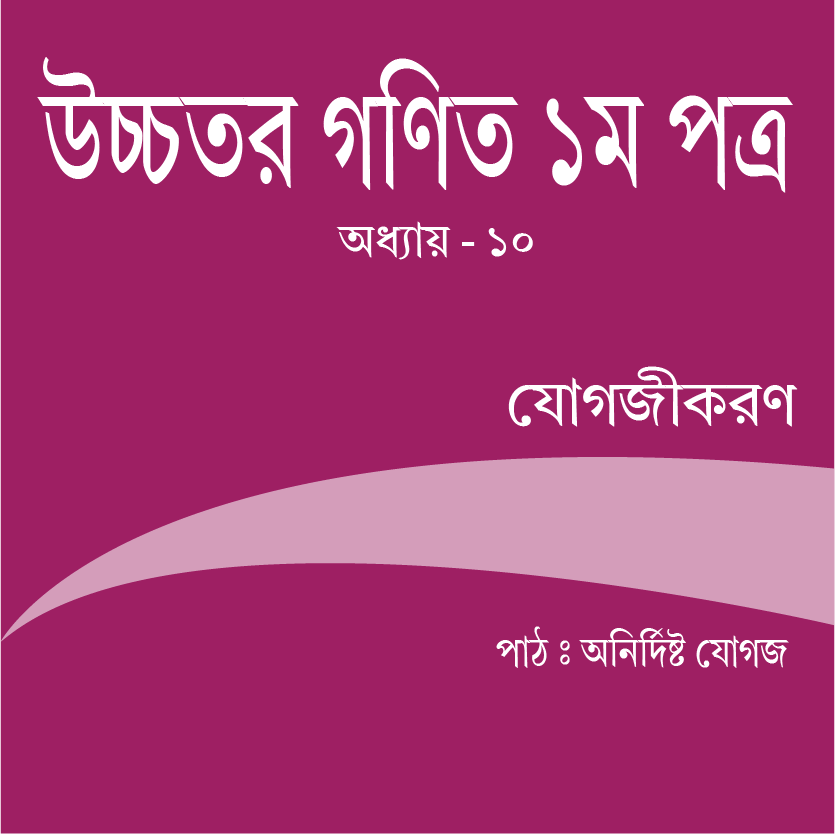 উচ্চতর গণিত ১ম পত্র
অধ্যায় - ১০
যোগজীকরণ
পাঠ ঃ অনির্দিষ্ট যোগজ